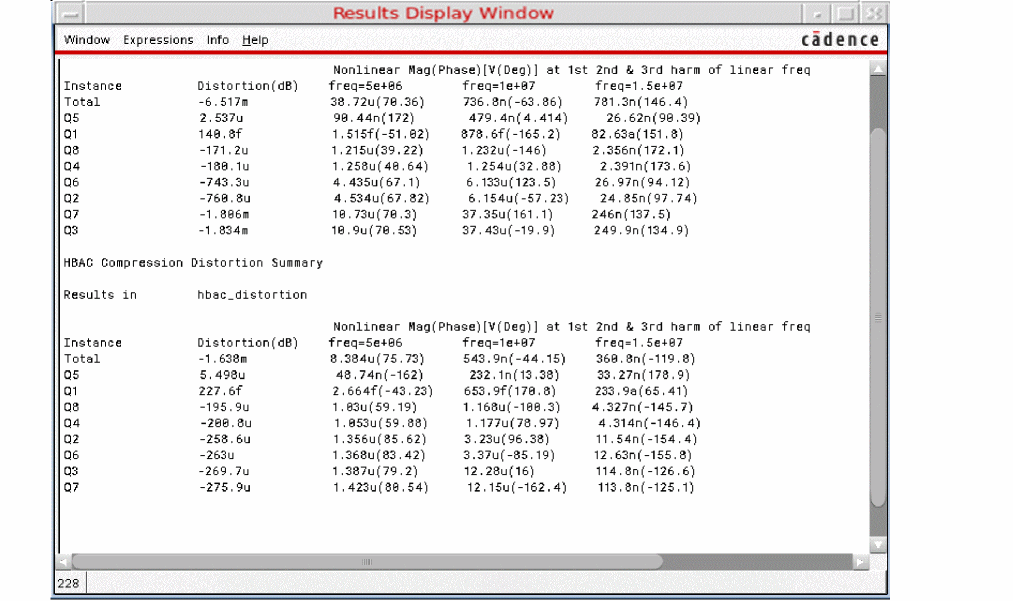 Results Display Window
Window Expressions Info Help cādence
Nonlinear Mag(Phase)[V(Deg)] at 1st 2nd & 3rd harm of linear freq
Instance Distortion(dB) freq=5e+06 freq=1e+07 freq=1.5e+07
Total -6.517m 38.72u(70.36) 736.8n(-63.86) 781.3n(146.4)
Q5 2.537u 90.44n(172) 479.4n(4.414) 26.62n(90.39)
Q1 140.8f 1.515f(-51.02) 878.6f(-165.2) 82.63a(151.8)
Q8 -171.2u 1.215u(39.22) 1.232u(-146) 2.356n(172.1)
Q4 -180.1u 1.258u(40.64) 1.254u(32.88) 2.391n(173.6)
Q6 -743.3u 4.435u(67.1) 6.133u(123.5) 26.97n(94.12)
Q2 -760.8u 4.534u(67.82) 6.154u(-57.23) 24.85n(97.74)
Q7 -1.806m 10.73u(70.3) 37.35u(161.1) 246n(137.5)
Q3 -1.834m 10.9u(70.53) 37.43u(-19.9) 249.9n(134.9)
HBAC Compression Distortion Summary
Results in hbac_distortion
Nonlinear Mag(Phase)[V(Deg)] at 1st 2nd & 3rd harm of linear freq
Instance Distortion(dB) freq=5e+06 freq=1e+07 freq=1.5e+07
Total -1.638m 8.384u(75.73) 543.9n(-44.15) 360.8n(-119.8)
Q5 5.498u 48.74n(-162) 232.1n(13.38) 33.27n(178.9)
Q1 227.6f 2.664f(-43.23) 653.9f(170.8) 233.9a(65.41)
Q8 -195.9u 1.03u(59.19) 1.168u(-100.3) 4.327n(-145.7)
Q4 -200.8u 1.053u(59.88) 1.177u(78.97) 4.314n(-146.4)
Q2 -258.6u 1.356u(85.62) 3.23u(96.38) 11.54n(-154.4)
Q6 -263u 1.368u(83.42) 3.37u(-85.19) 12.63n(-155.8)
Q3 -269.7u 1.387u(79.2) 12.28u(16) 114.8n(-126.6)
Q7 -275.9u 1.423u(80.54) 12.15u(-162.4) 113.8n(-125.1)
228